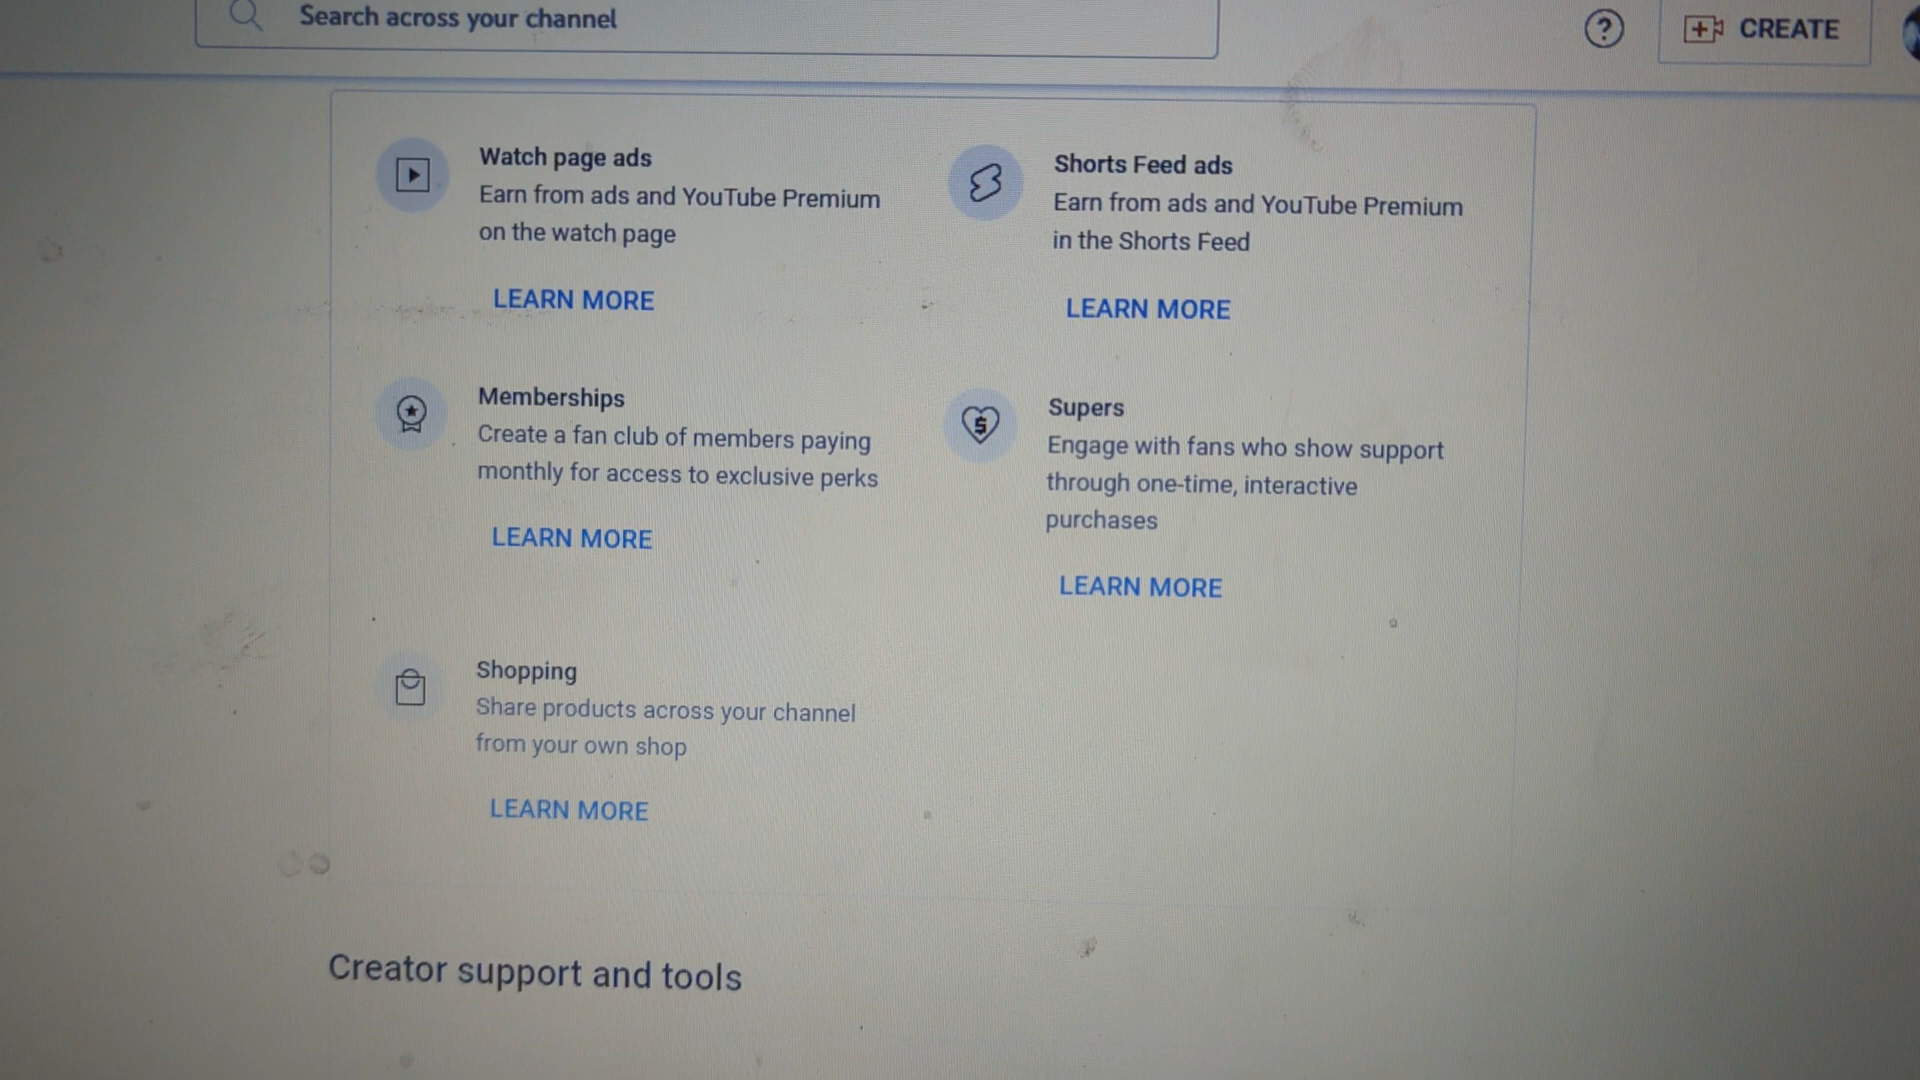 Search across your channel
? CREATE
Watch page ads
Earn from ads and YouTube Premium
on the watch page
LEARN MORE
Shorts Feed ads
Earn from ads and YouTube Premium
in the Shorts Feed
LEARN MORE
Memberships
Create a fan club of members paying
monthly for access to exclusive perks
LEARN MORE
$
Supers
Engage with fans who show support
through one-time, interactive
purchases
LEARN MORE
Shopping
Share products across your channel
from your own shop
LEARN MORE
Creator support and tools